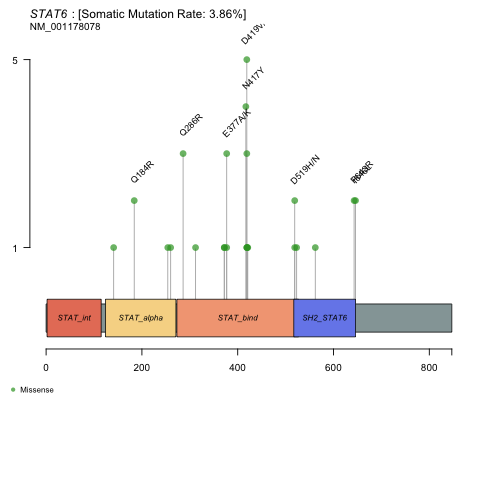 STAT6 : [Somatic Mutation Rate: 3.86%]
NM_001178078
D419V,
5
N417Y
Q286R
E377A/K
Q184R
D519H/N
1
STAT_int
STAT_alpha
STAT_bind
SH2_STAT6
0
200
400
600
800
Missense